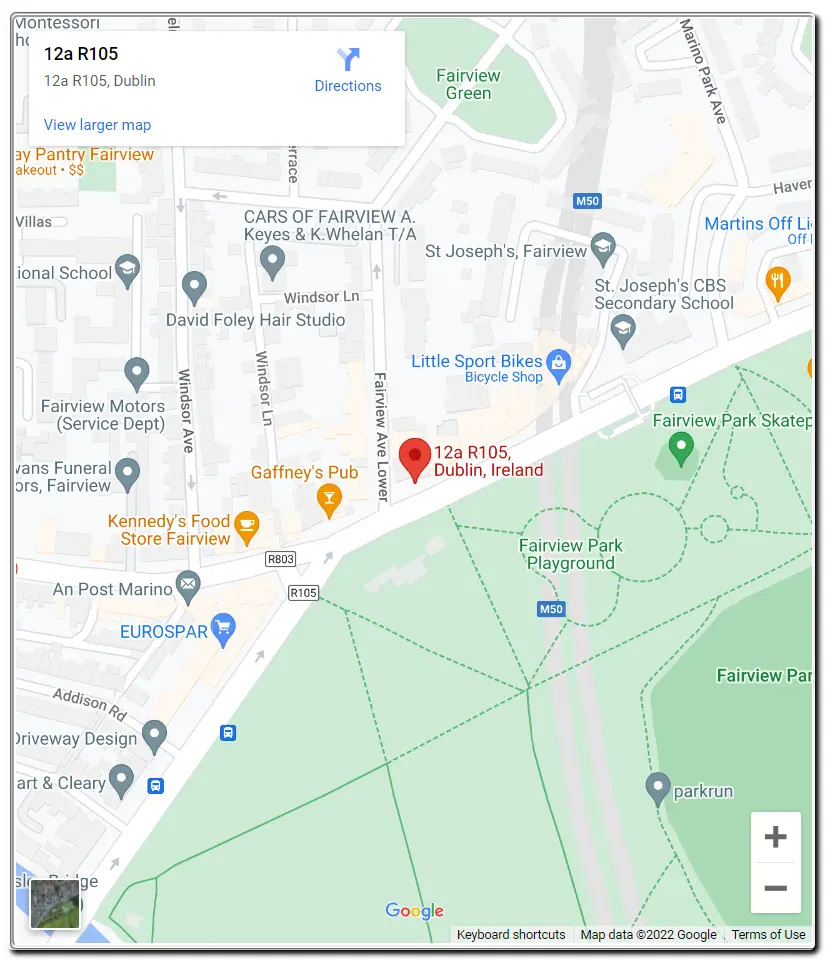 Montessori
12a R105
12a R105, Dublin
Directions
View larger map
Fairview
Green
Marino Park Ave
ay Pantry Fairview
akeout • $$
errace
M50
Haver
Villas
CARS OF FAIRVIEW A.
Keyes & K.Whelan T/A
Martins Off Li
Off l
St Joseph's, Fairview
ional School
St. Joseph's CBS
Secondary School
Windsor Ln
David Foley Hair Studio
Little Sport Bikes
Bicycle Shop
Windsor Ave
Windsor Ln
Fairview Ave Lower
Fairview Motors
(Service Dept)
Fairview Park Skatep
12a R105,
Dublin, Ireland
vans Funeral
ors, Fairview
Gaffney's Pub
Kennedy's Food
Store Fairview
Fairview Park
Playground
R803
An Post Marino
R105
M50
EUROSPAR
Fairview Par
Addison Rd
Driveway Design
art & Cleary
parkrun
Google
Keyboard shortcuts
Map data ©2022 Google
Terms of Use